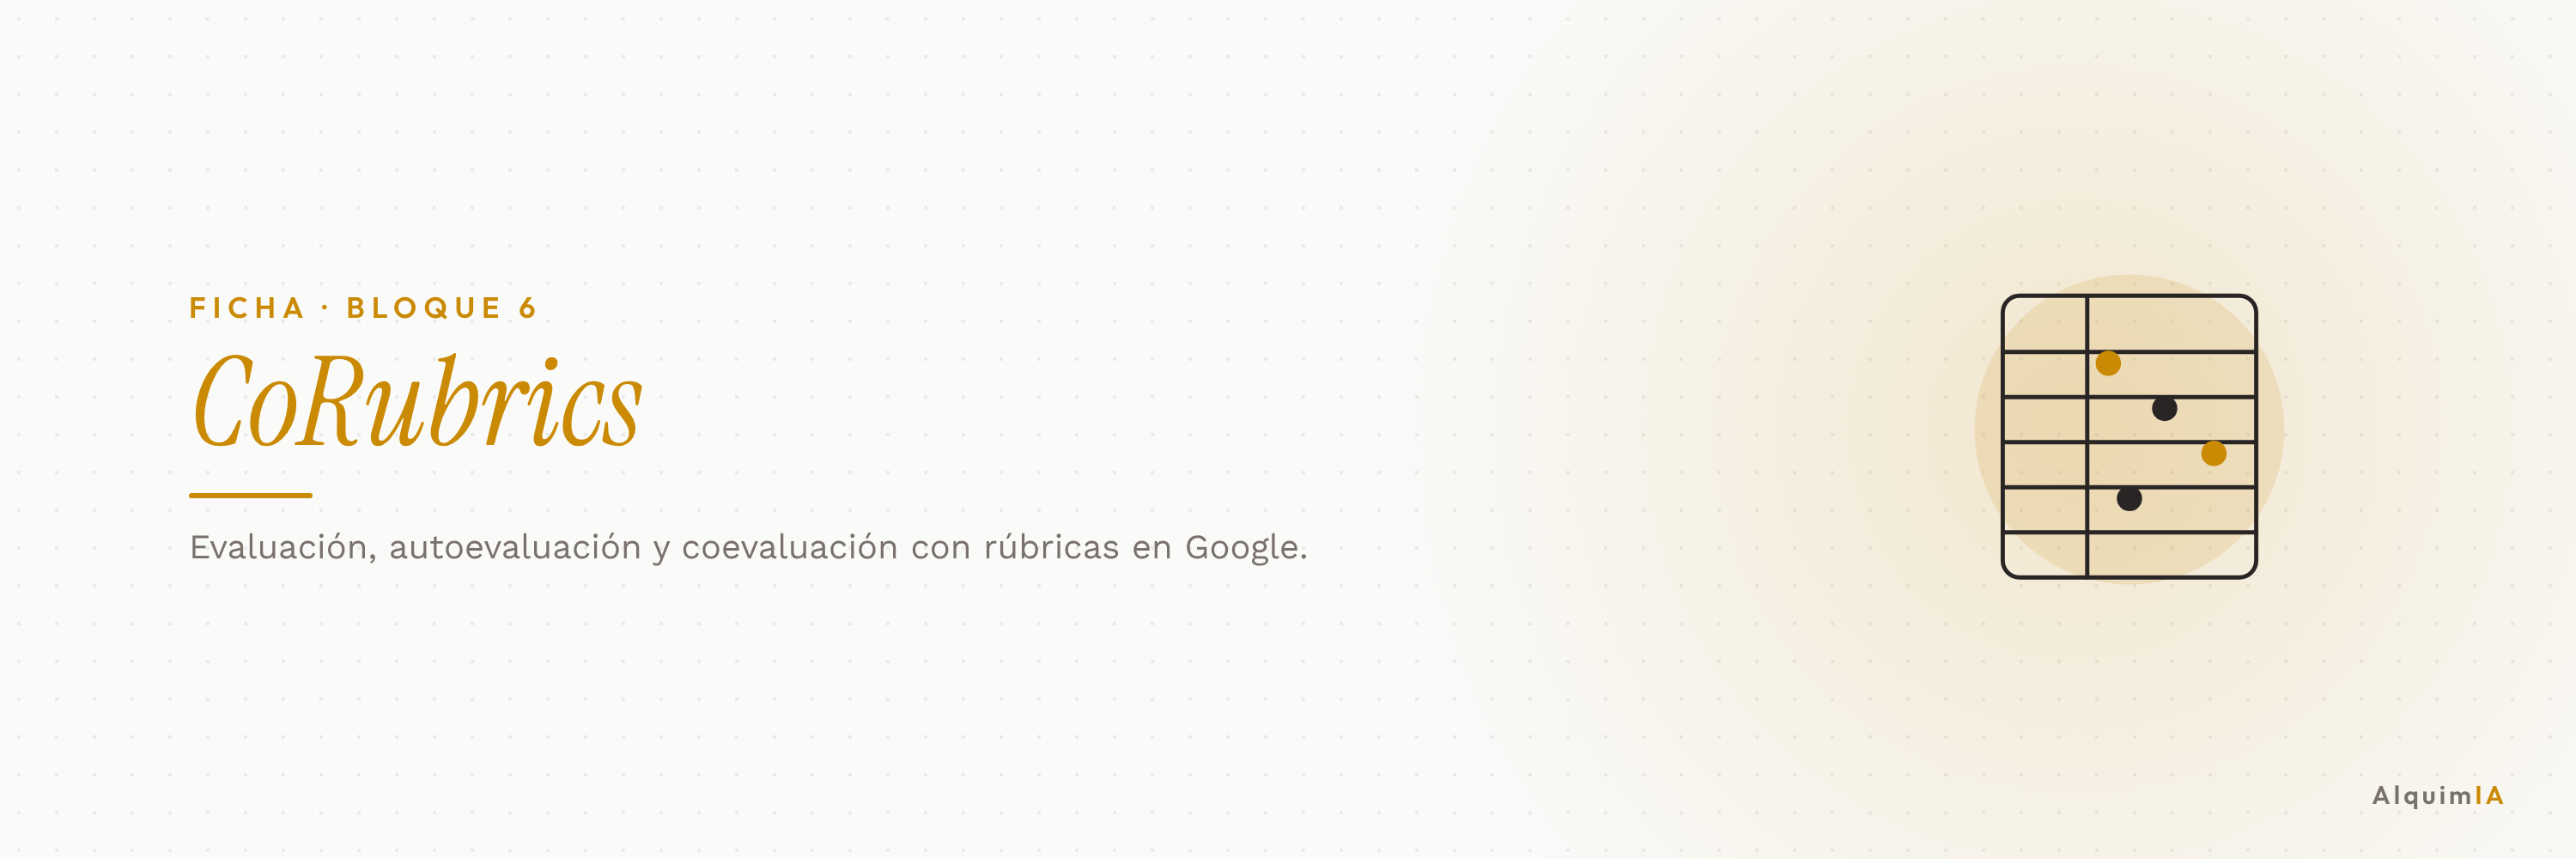 FICHA · BLOQUE 6
CoRubrics
Evaluación, autoevaluación y coevaluación con rúbricas en Google.
AlquimIA